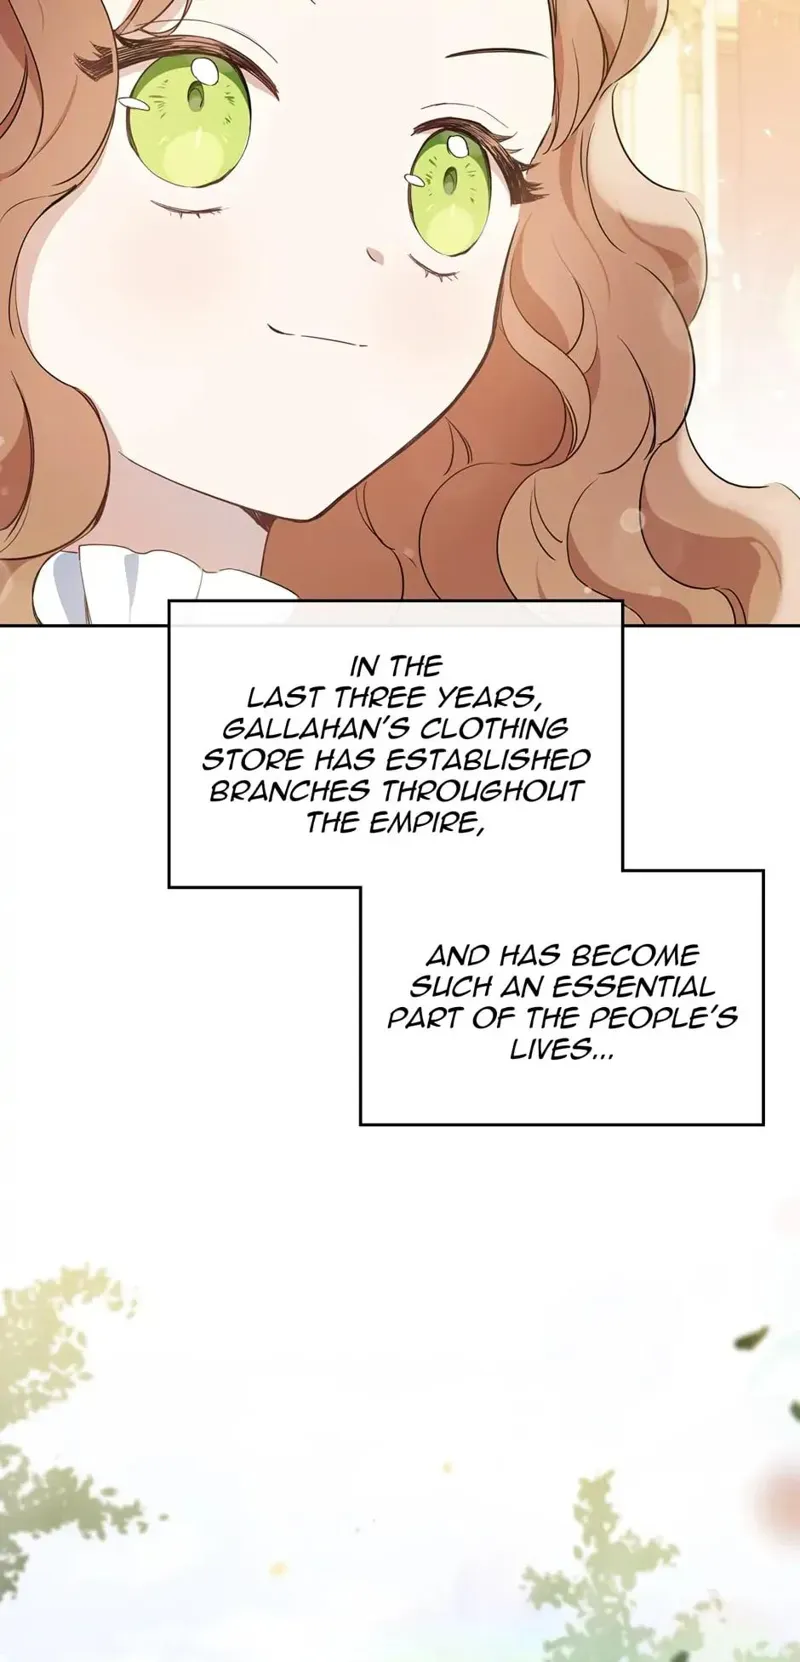 IN THE
LAST THREE YEARS,
GALLAHAN'S CLOTHING
STORE HAS ESTABLISHED
BRANCHES THROUGHOUT
THE EMPIRE,
AND HAS BECOME
SUCH AN ESSENTIAL
PART OF THE PEOPLE'S
LIVES...